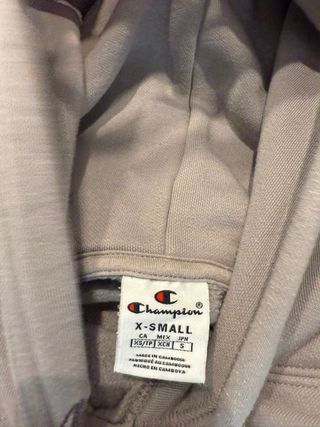 Champion®
X-SMALL
CA MEX JPN
XS/TP XCH S
MADE IN CAMBODIA
FABRIQUÉ AU CAMBODGE
HECHO EN CAMBOYA